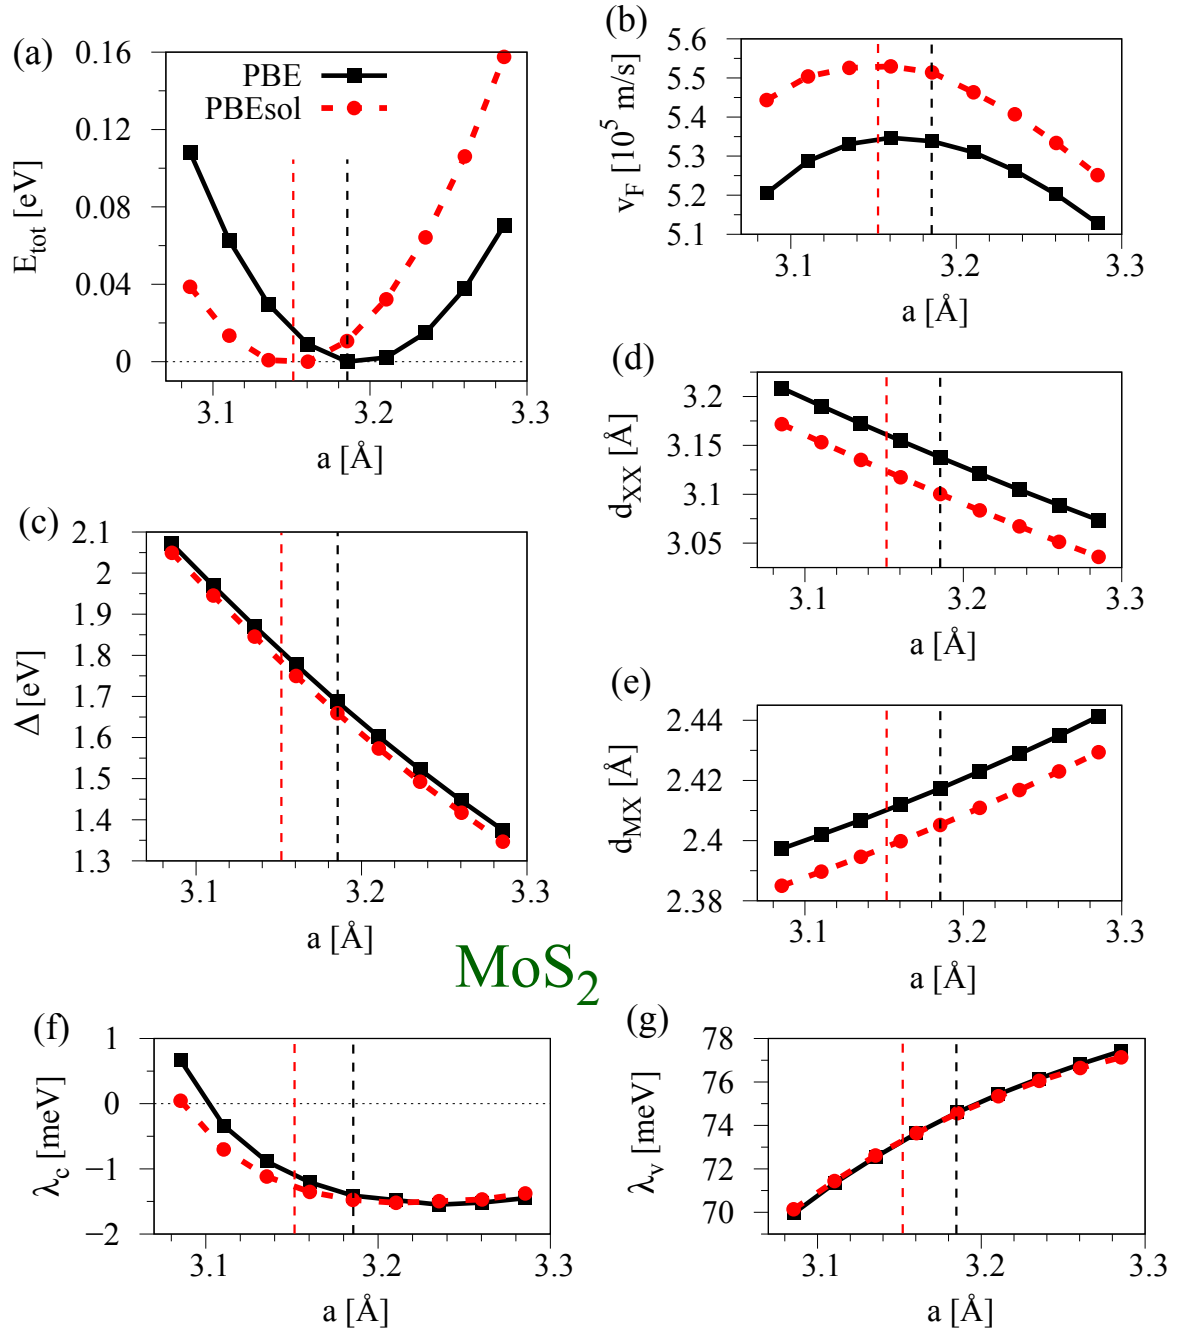 (a)
0.16
0.12
0.08
0.04
0
E_tot [eV]
PBE
PBEsol
3.1
3.2
3.3
a [Å]
(b)
5.6
5.5
5.4
5.3
5.2
5.1
v_F [10^5 m/s]
3.1
3.2
3.3
a [Å]
(c)
2.1
2
1.9
1.8
1.7
1.6
1.5
1.4
1.3
Δ [eV]
3.1
3.2
3.3
a [Å]
(d)
3.2
3.15
3.1
3.05
d_XX [Å]
3.1
3.2
3.3
a [Å]
(e)
2.44
2.42
2.4
2.38
d_MX [Å]
3.1
3.2
3.3
a [Å]
MoS₂
(f)
1
0
−1
−2
λ_c [meV]
3.1
3.2
3.3
a [Å]
(g)
78
76
74
72
70
λ_v [meV]
3.1
3.2
3.3
a [Å]